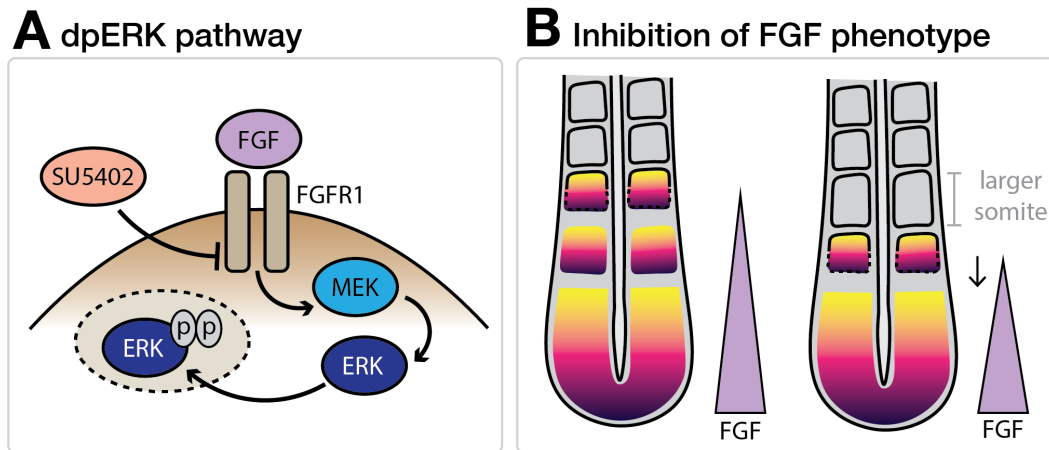 A dpERK pathway
FGF
SU5402
FGFR1
MEK
p p
ERK
ERK
B Inhibition of FGF phenotype
larger
somite
FGF
FGF